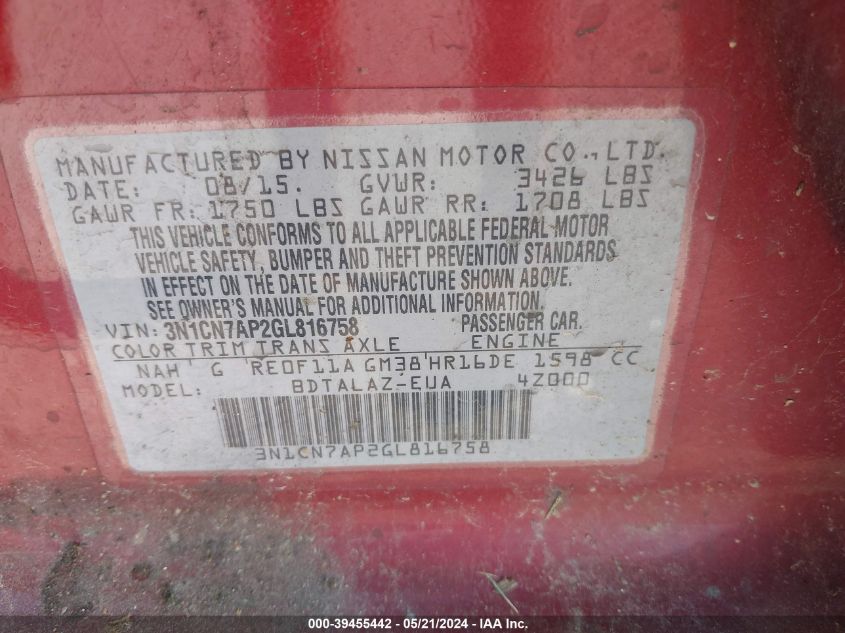 MANUFACTURED BY NISSAN MOTOR CO., LTD.
DATE: 08/15. GVWR: 3426 LBS
GAWR FR: 1750 LBS GAWR RR: 1708 LBS
THIS VEHICLE CONFORMS TO ALL APPLICABLE FEDERAL MOTOR
VEHICLE SAFETY, BUMPER AND THEFT PREVENTION STANDARDS
IN EFFECT ON THE DATE OF MANUFACTURE SHOWN ABOVE.
SEE OWNER'S MANUAL FOR ADDITIONAL INFORMATION.
VIN: 3N1CN7AP2GL816758 PASSENGER CAR.
COLOR TRIM TRANS AXLE ENGINE
NAH G RE0F11A GM38 HR16DE 1598 CC
MODEL: BDTALAZ-EUA 4Z000
3N1CN7AP2GL816758
000-39455442 - 05/21/2024 - IAAI Inc.